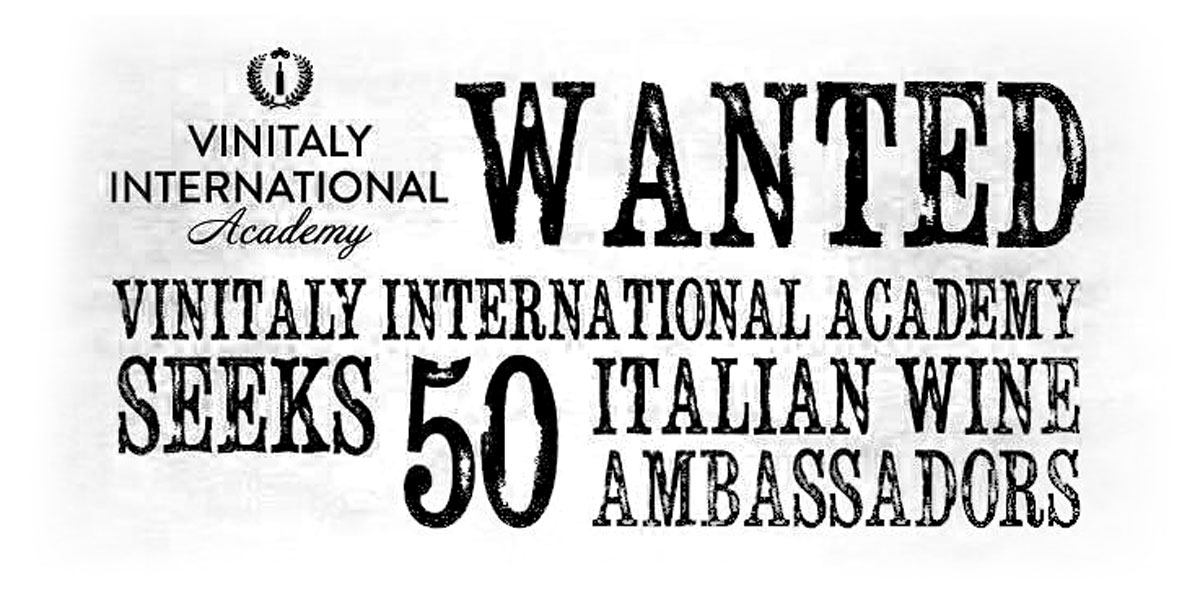 VINITALY
INTERNATIONAL
Academy
WANTED
VINITALY INTERNATIONAL ACADEMY
SEEKS 50 ITALIAN WINE
AMBASSADORS